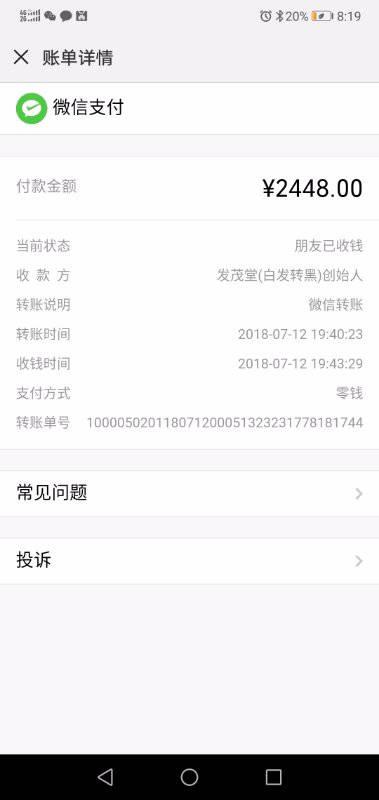 4G 2G 20% 8:19
账单详情
微信支付
付款金额 ¥2448.00
当前状态 朋友已收钱
收款方 发茂堂(白发转黑)创始人
转账说明 微信转账
转账时间 2018-07-12 19:40:23
收钱时间 2018-07-12 19:43:29
支付方式 零钱
转账单号 1000050201180712000513232317781817​44
常见问题
投诉